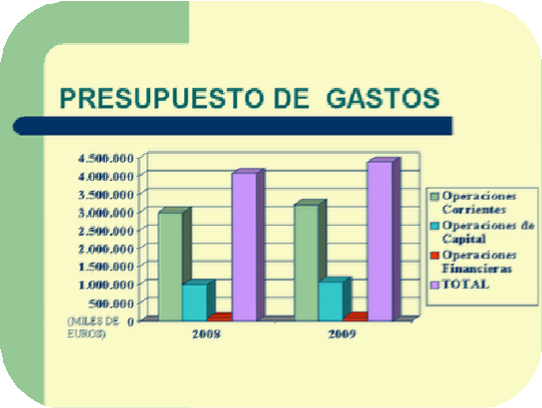 PRESUPUESTO DE GASTOS
4.500.000
4.000.000
3.500.000
3.000.000
2.500.000
2.000.000
1.500.000
1.000.000
500.000
(MILES DE 0
EUROS)
2008 2009
Operaciones
Corrientes
Operaciones de
Capital
Operaciones
Financieras
TOTAL